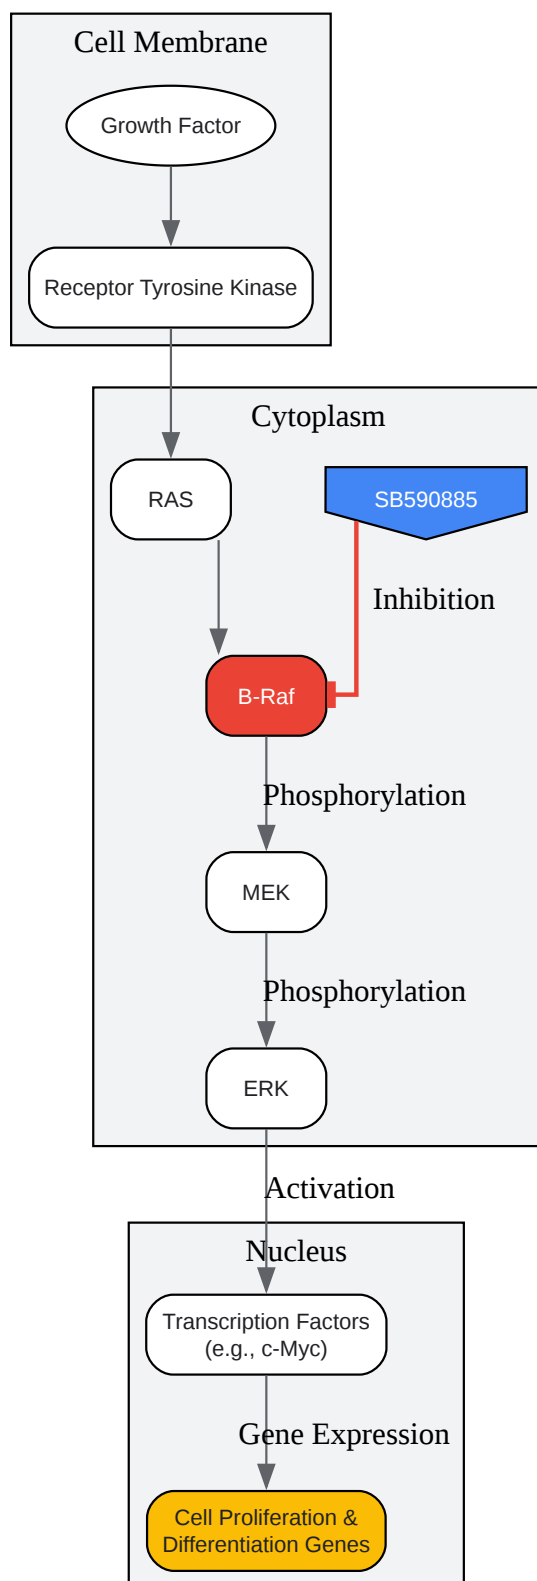 Cell Membrane
Growth Factor
Receptor Tyrosine Kinase
Cytoplasm
RAS
SB590885
Inhibition
B-Raf
Phosphorylation
MEK
Phosphorylation
ERK
Activation
Nucleus
Transcription Factors
(e.g., c-Myc)
Gene Expression
Cell Proliferation &
Differentiation Genes